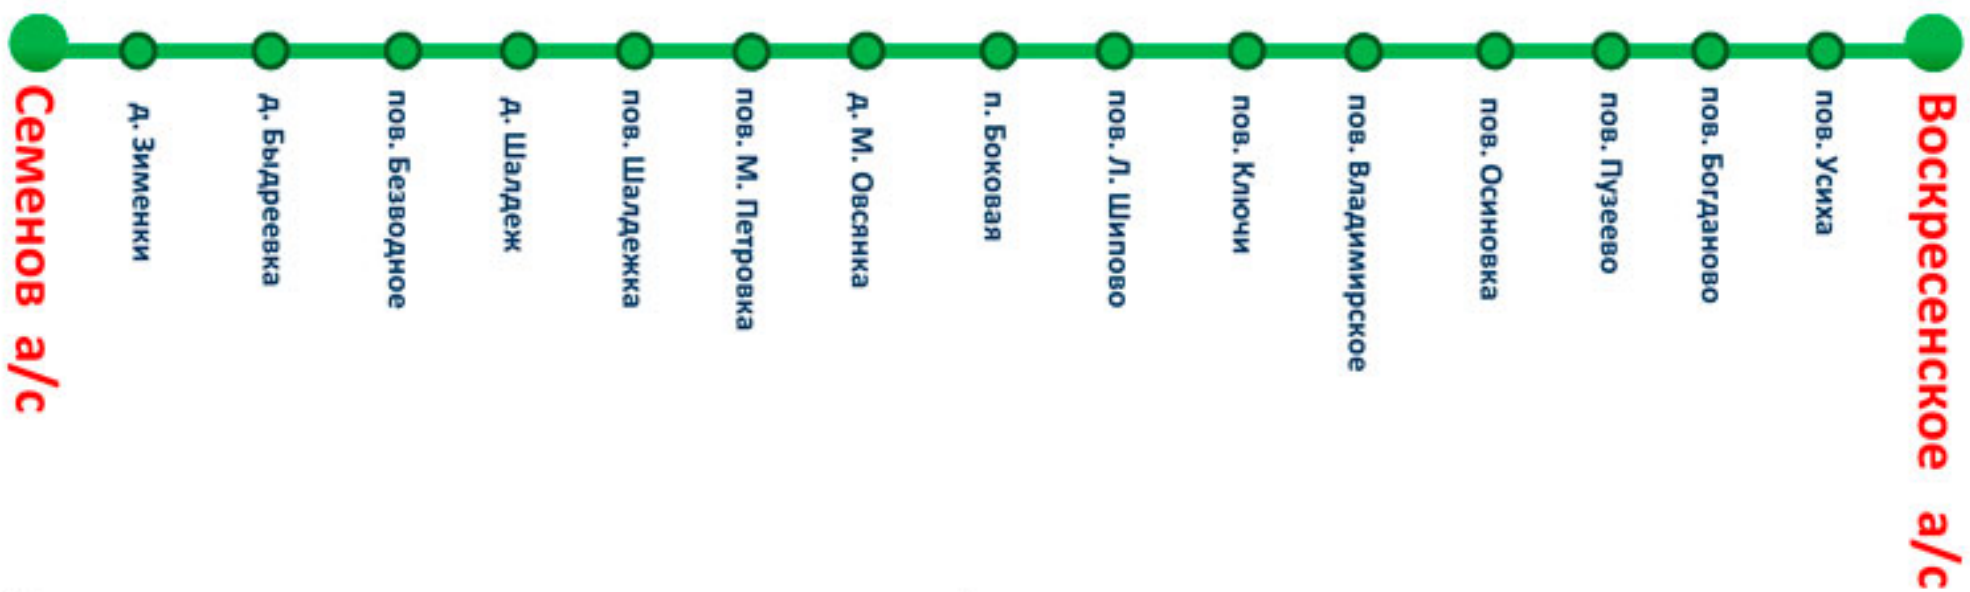 Семенов а/с
д. Зименки
д. Быдреевка
пов. Безводное
д. Шалдеж
пов. Шалдежка
пов. М. Петровка
д. М. Овсянка
п. Боковая
пов. Л. Шипово
пов. Ключи
пов. Владимирское
пов. Осиновка
пов. Пузеево
пов. Богданово
пов. Усиха
Воскресенское а/с